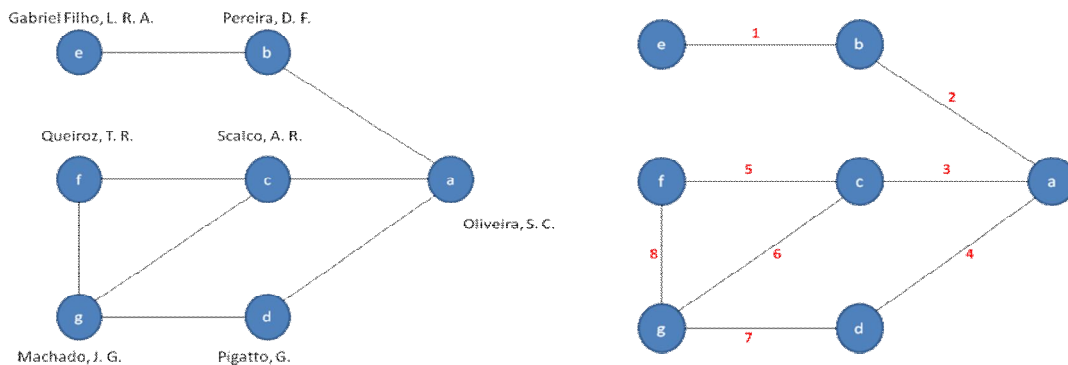 Gabriel Filho, L. R. A.
Pereira, D. F.
e
b
Queiroz, T. R.
Scalco, A. R.
f
c
a
Oliveira, S. C.
g
d
Machado, J. G.
Pigatto, G.
e
1
b
2
f
5
c
3
a
8
6
4
g
7
d